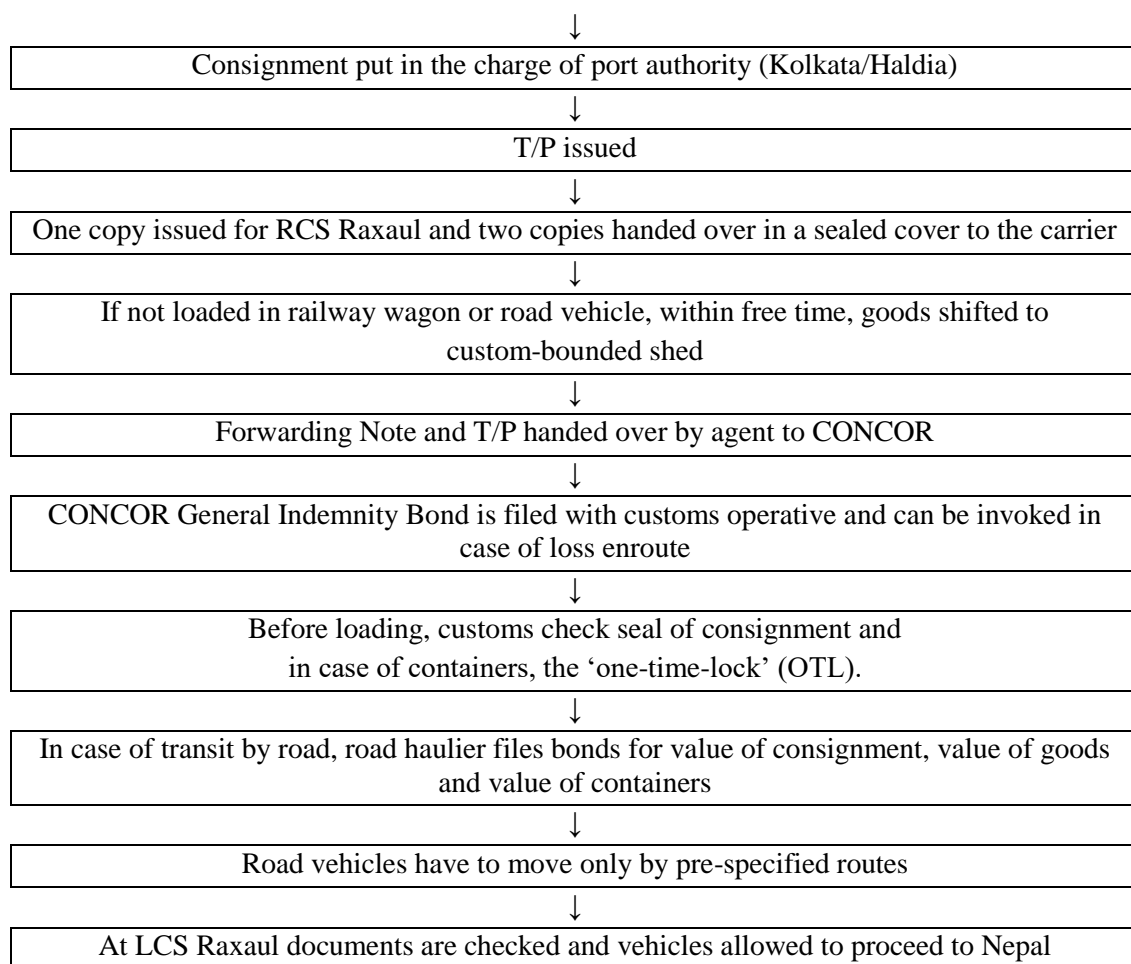 ↓
Consignment put in the charge of port authority (Kolkata/Haldia)
↓
T/P issued
↓
One copy issued for RCS Raxaul and two copies handed over in a sealed cover to the carrier
↓
If not loaded in railway wagon or road vehicle, within free time, goods shifted to
custom-bounded shed
↓
Forwarding Note and T/P handed over by agent to CONCOR
↓
CONCOR General Indemnity Bond is filed with customs operative and can be invoked in
case of loss enroute
↓
Before loading, customs check seal of consignment and
in case of containers, the ‘one-time-lock’ (OTL).
↓
In case of transit by road, road haulier files bonds for value of consignment, value of goods
and value of containers
↓
Road vehicles have to move only by pre-specified routes
↓
At LCS Raxaul documents are checked and vehicles allowed to proceed to Nepal